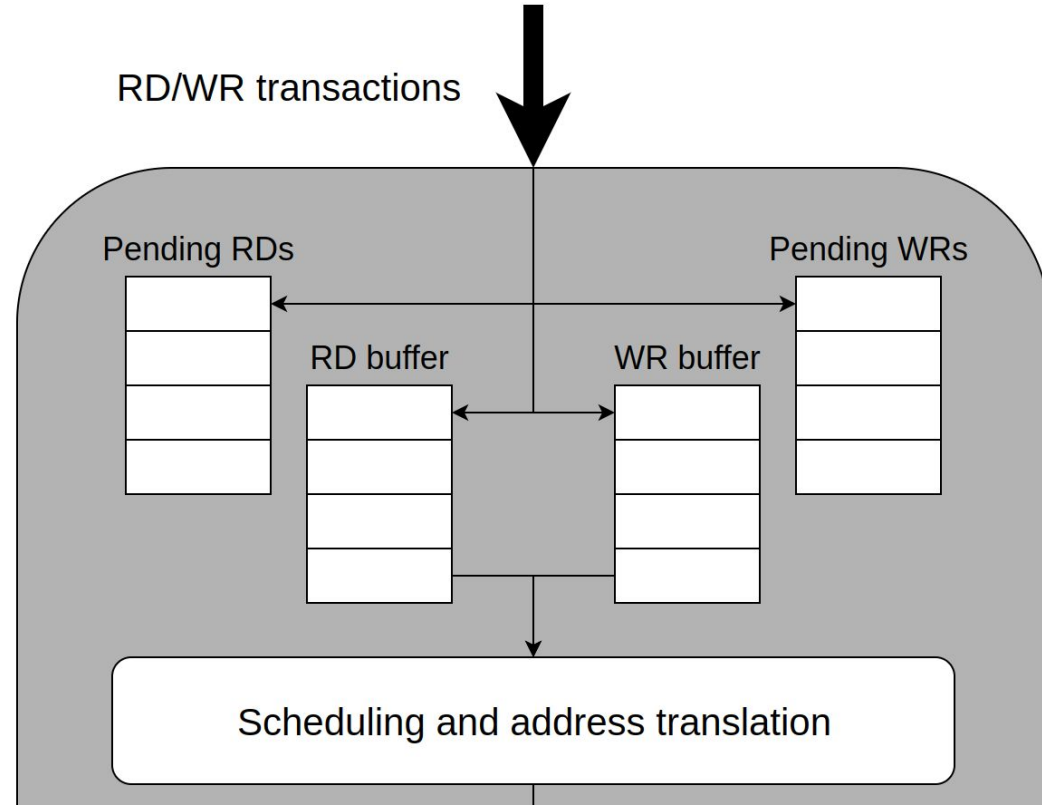 RD/WR transactions
Pending RDs
Pending WRs
RD buffer
WR buffer
Scheduling and address translation